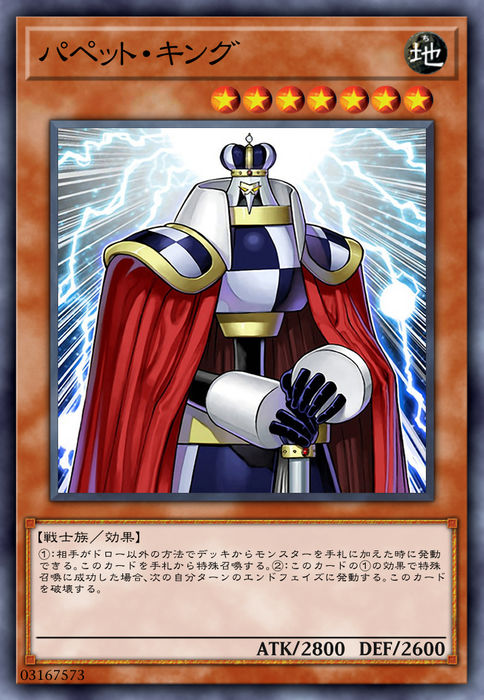 パペット・キング
ち
地
【戦士族／効果】
①：相手がドロー以外の方法でデッキからモンスターを手札に加えた時に発動
できる。このカードを手札から特殊召喚する。②：このカードの①の効果で特殊
召喚に成功した場合、次の自分ターンのエンドフェイズに発動する。このカード
を破壊する。
ATK/2800 DEF/2600
03167573